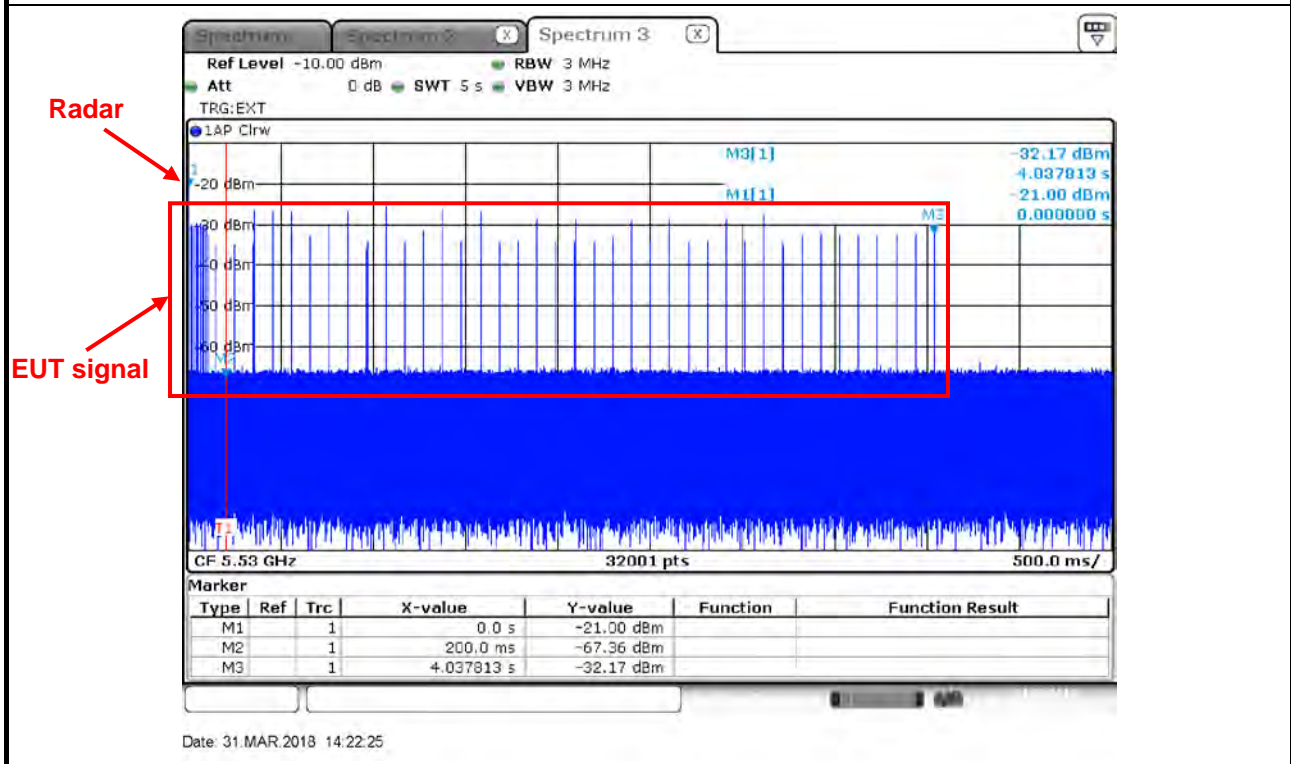 Spectrum Spectrum 2 X Spectrum 3 X
Ref Level -10.00 dBm RBW 3 MHz
Att 0 dB SWT 5 s VBW 3 MHz
TRG:EXT
Radar
1AP Clrw
M3[1] -32.17 dBm
4.037813 s
-20 dBm
M1[1] -21.00 dBm
0.000000 s
M3
-30 dBm
-40 dBm
-50 dBm
-60 dBm
M2
EUT signal
T1
CF 5.53 GHz 32001 pts 500.0 ms/
Marker
Type Ref Trc X-value Y-value Function Function Result
M1 1 0.0 s -21.00 dBm
M2 1 200.0 ms -67.36 dBm
M3 1 4.037813 s -32.17 dBm
Date: 31.MAR.2018 14:22:25